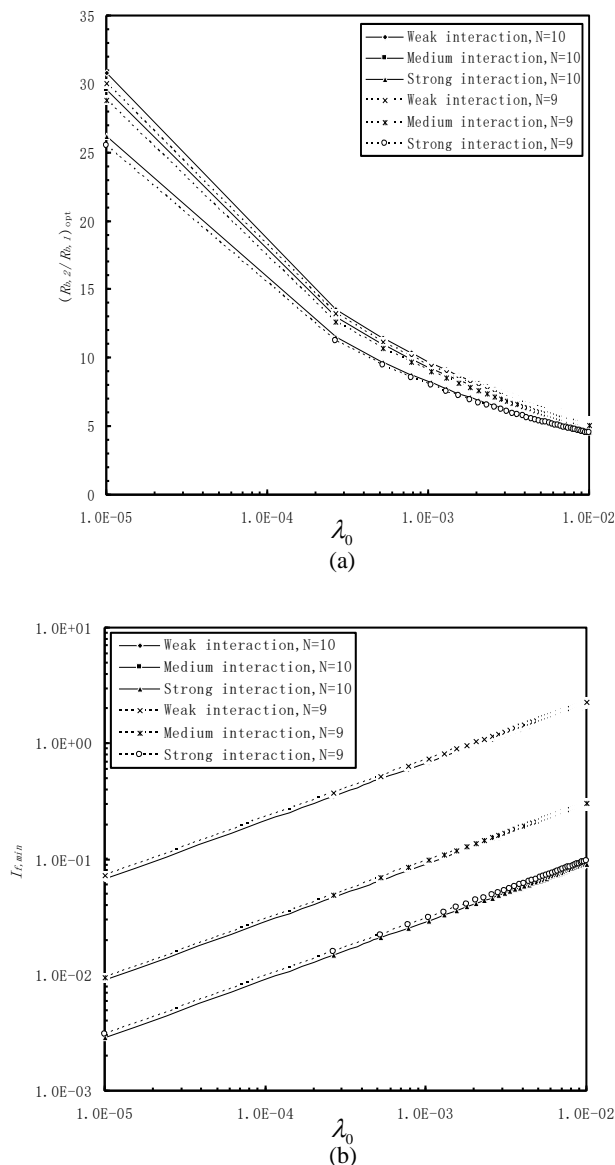 35
30
25
20
15
10
5
0
(Rb,2/Rb,1)opt
Weak interaction,N=10
Medium interaction,N=10
Strong interaction,N=10
Weak interaction,N=9
Medium interaction,N=9
Strong interaction,N=9
1.0E-05 1.0E-04 1.0E-03 1.0E-02
λ0
(a)
1.0E+01
1.0E+00
1.0E-01
1.0E-02
1.0E-03
If,min
Weak interaction,N=10
Medium interaction,N=10
Strong interaction,N=10
Weak interaction,N=9
Medium interaction,N=9
Strong interaction,N=9
1.0E-05 1.0E-04 1.0E-03 1.0E-02
λ0
(b)